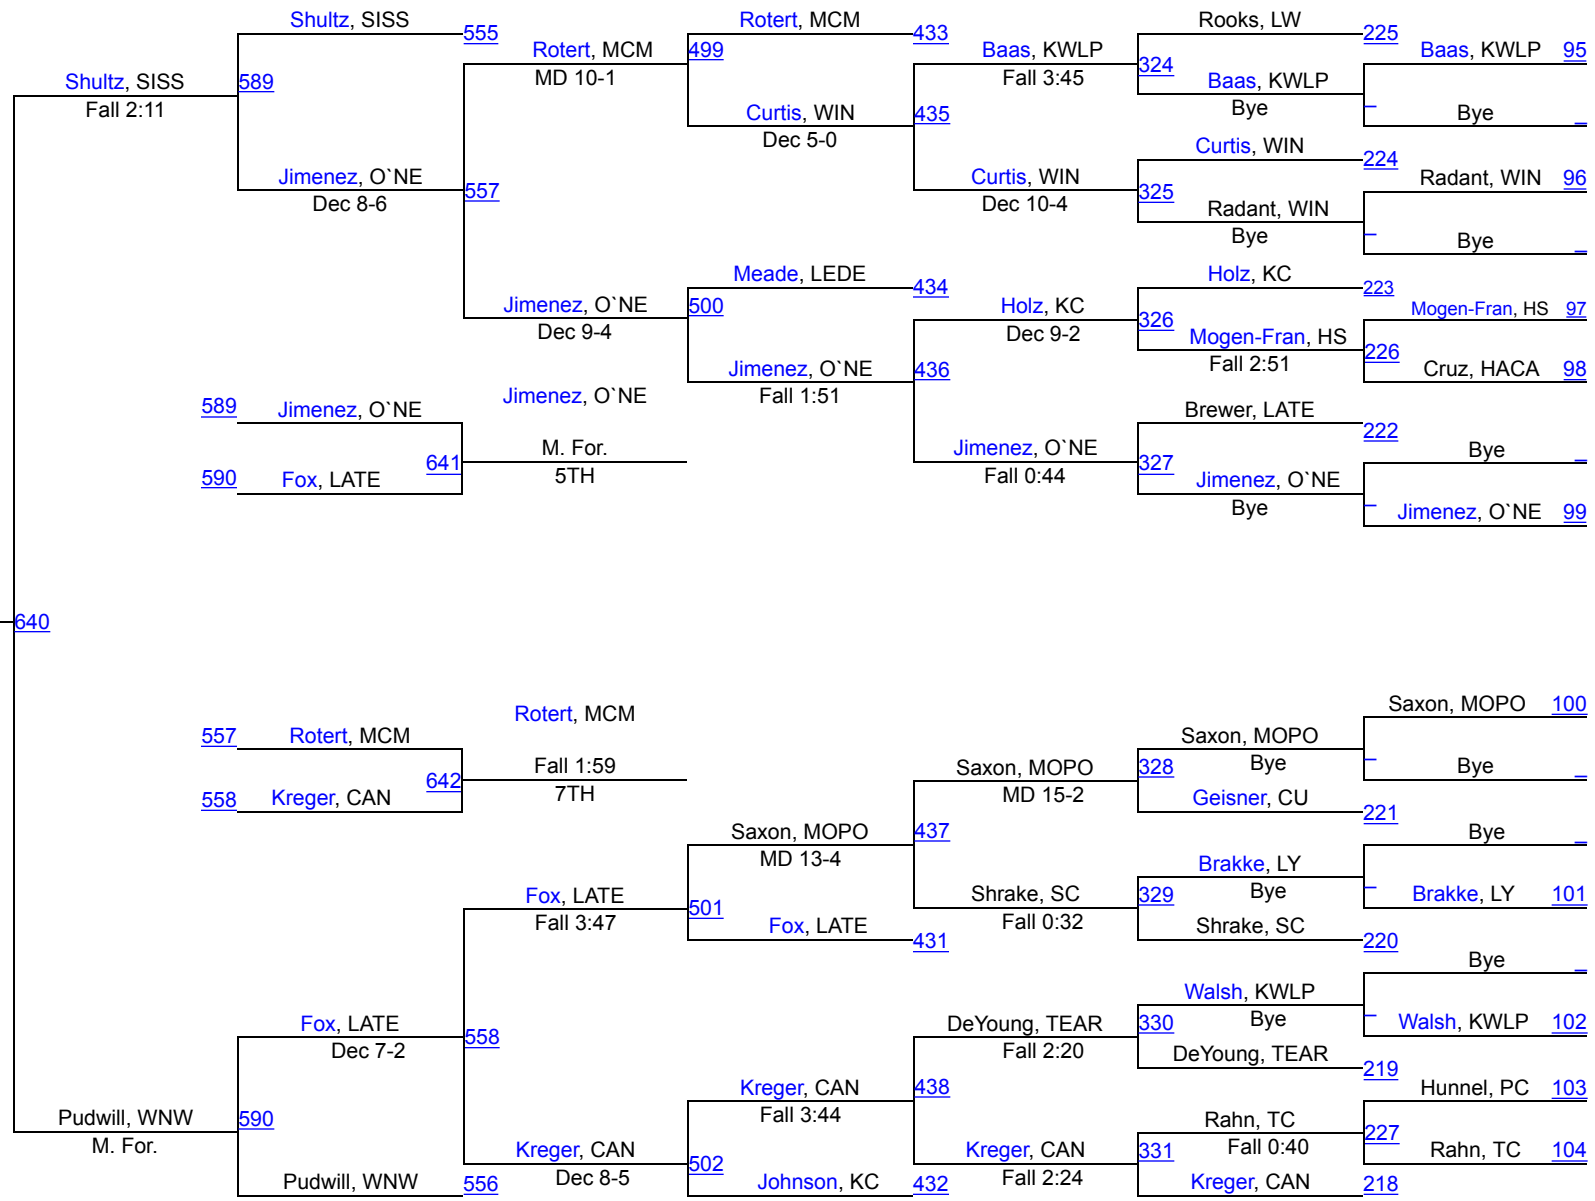 Shultz, SISS
555
Rotert, MCM
433
Rooks, LW
225
Rotert, MCM
499
Baas, KWLP
324
Baas, KWLP 95
Shultz, SISS
589
MD 10-1
Fall 3:45
Baas, KWLP
Fall 2:11
Bye
Bye
Curtis, WIN
435
Dec 5-0
Curtis, WIN
224
Jimenez, O`NE
557
Curtis, WIN
325
Radant, WIN 96
Dec 8-6
Dec 10-4
Radant, WIN
Bye
Bye
Meade, LEDE
434
Holz, KC
223
Jimenez, O`NE
500
Holz, KC
326
Mogen-Fran, HS 97
Dec 9-4
Dec 9-2
Mogen-Fran, HS
226
Fall 2:51
Jimenez, O`NE
436
Cruz, HACA 98
Jimenez, O`NE
Fall 1:51
589
Jimenez, O`NE
Brewer, LATE
222
641
M. For.
Jimenez, O`NE
327
Bye
590
Fox, LATE
5TH
Fall 0:44
Jimenez, O`NE
Bye
Jimenez, O`NE 99
640
Saxon, MOPO 100
Rotert, MCM
557
Rotert, MCM
Saxon, MOPO
642
Fall 1:59
Saxon, MOPO
328
Bye
Bye
558
Kreger, CAN
7TH
MD 15-2
Geisner, CU
221
Saxon, MOPO
437
Bye
MD 13-4
Brakke, LY
Fox, LATE
501
Shrake, SC
329
Bye
Brakke, LY 101
Fall 3:47
Fox, LATE
431
Fall 0:32
Shrake, SC
220
Bye
Walsh, KWLP
Fox, LATE
558
DeYoung, TEAR
330
Bye
Walsh, KWLP 102
Dec 7-2
Fall 2:20
DeYoung, TEAR
219
Kreger, CAN
438
Hunnel, PC 103
Pudwill, WNW
590
Fall 3:44
Rahn, TC
227
M. For.
Kreger, CAN
502
Kreger, CAN
331
Fall 0:40
Rahn, TC 104
Pudwill, WNW
556
Dec 8-5
Johnson, KC
432
Fall 2:24
Kreger, CAN
218